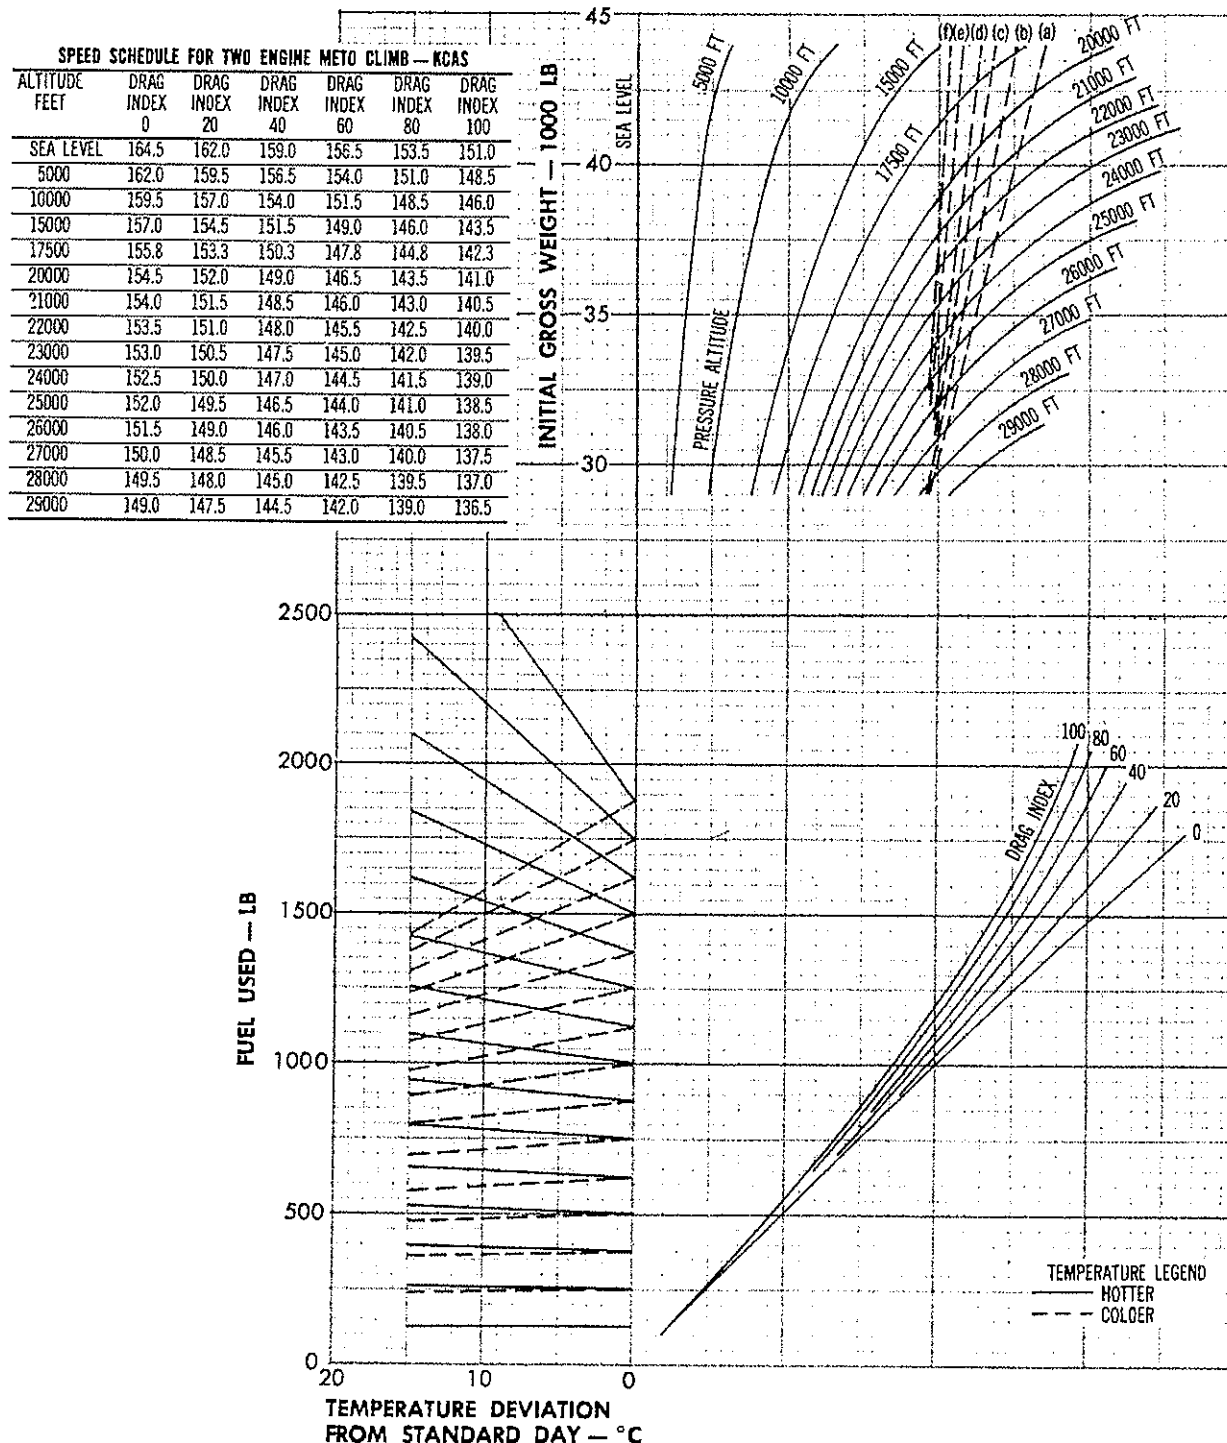 SPEED SCHEDULE FOR TWO ENGINE METO CLIMB — KCAS
ALTITUDE DRAG DRAG DRAG DRAG DRAG DRAG
FEET INDEX INDEX INDEX INDEX INDEX INDEX
0 20 40 60 80 100
SEA LEVEL 164.5 162.0 159.0 156.5 153.5 151.0
5000 162.0 159.5 156.5 154.0 151.0 148.5
10000 159.5 157.0 154.0 151.5 148.5 146.0
15000 157.0 154.5 151.5 149.0 146.0 143.5
17500 155.8 153.3 150.3 147.8 144.8 142.3
20000 154.5 152.0 149.0 146.5 143.5 141.0
21000 154.0 151.5 148.5 146.0 143.0 140.5
22000 153.5 151.0 148.0 145.5 142.5 140.0
23000 153.0 150.5 147.5 145.0 142.0 139.5
24000 152.5 150.0 147.0 144.5 141.5 139.0
25000 152.0 149.5 146.5 144.0 141.0 138.5
26000 151.5 149.0 146.0 143.5 140.5 138.0
27000 150.0 148.5 145.5 143.0 140.0 137.5
28000 149.5 148.0 145.0 142.5 139.5 137.0
29000 149.0 147.5 144.5 142.0 139.0 136.5
INITIAL GROSS WEIGHT — 1000 LB
45
40
35
30
SEA LEVEL
5000 FT
10000 FT
15000 FT
17500 FT
(f)(e)(d) (c) (b) (a)
20000 FT
21000 FT
22000 FT
23000 FT
24000 FT
25000 FT
26000 FT
27000 FT
28000 FT
29000 FT
PRESSURE ALTITUDE
FUEL USED — LB
2500
2000
1500
1000
500
0
20 10 0
TEMPERATURE DEVIATION
FROM STANDARD DAY — °C
DRAG INDEX
100
80
60
40
20
0
TEMPERATURE LEGEND
HOTTER
COLDER